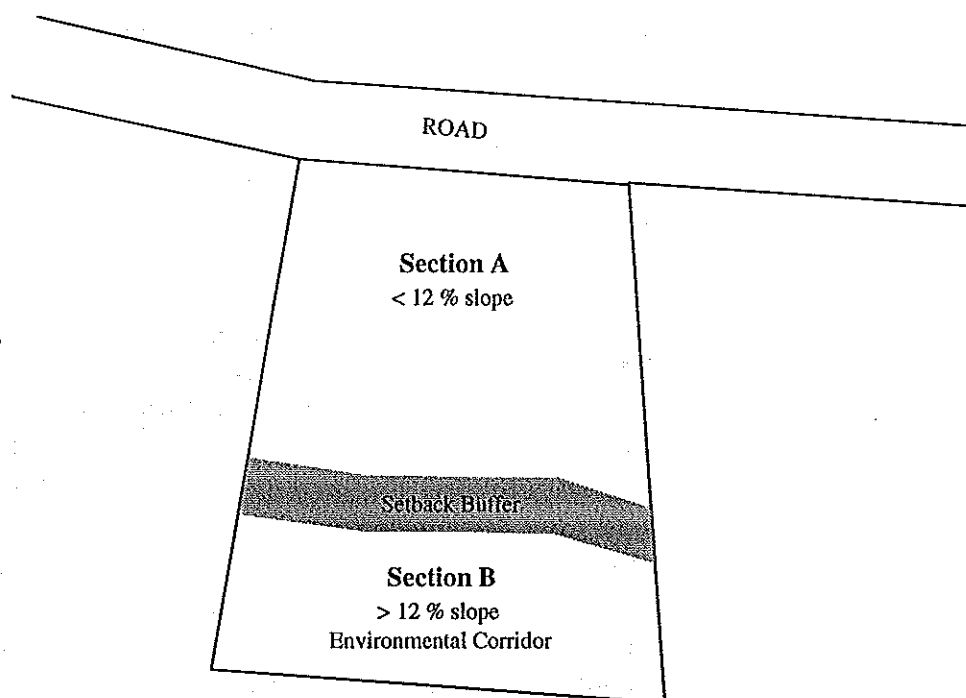 ROAD
Section A
< 12 % slope
Setback Buffer
Section B
> 12 % slope
Environmental Corridor